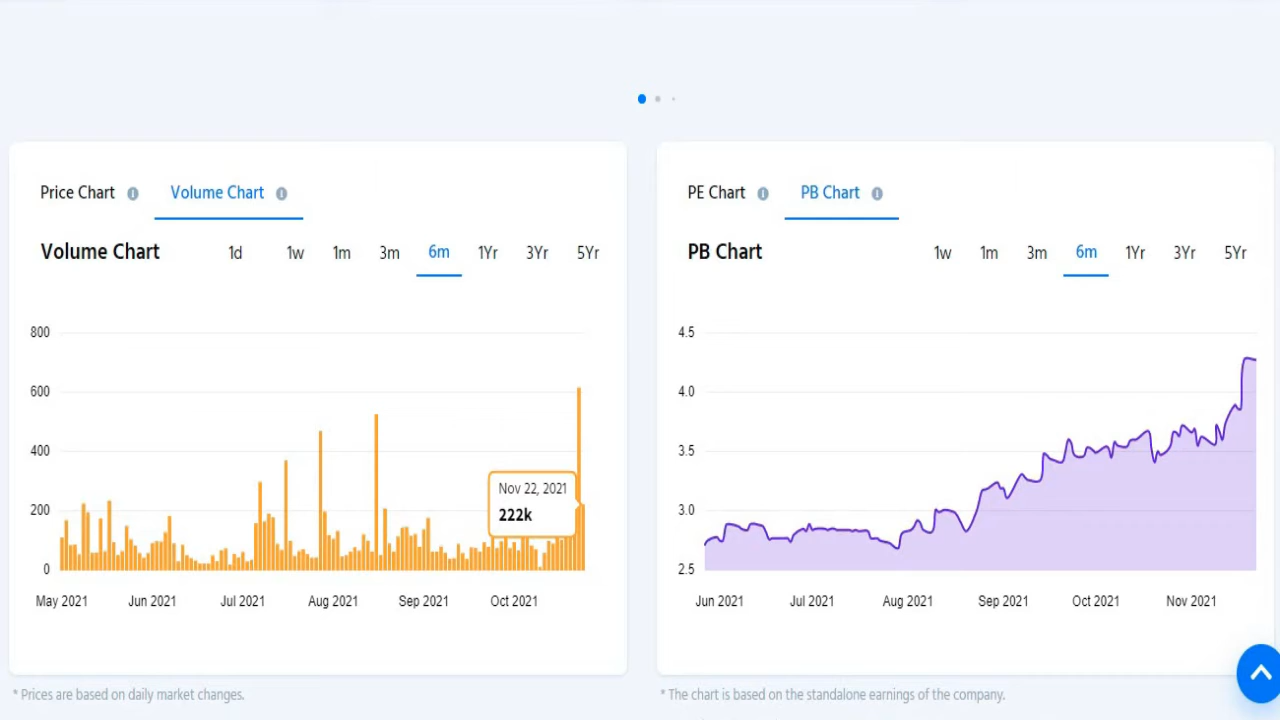 Price Chart
Volume Chart
Volume Chart
1d 1w 1m 3m 6m 1Yr 3Yr 5Yr
800
600
400
200
0
Nov 22, 2021
222k
May 2021 Jun 2021 Jul 2021 Aug 2021 Sep 2021 Oct 2021
* Prices are based on daily market changes.
PE Chart
PB Chart
PB Chart
1w 1m 3m 6m 1Yr 3Yr 5Yr
4.5
4.0
3.5
3.0
2.5
Jun 2021 Jul 2021 Aug 2021 Sep 2021 Oct 2021 Nov 2021
* The chart is based on the standalone earnings of the company.